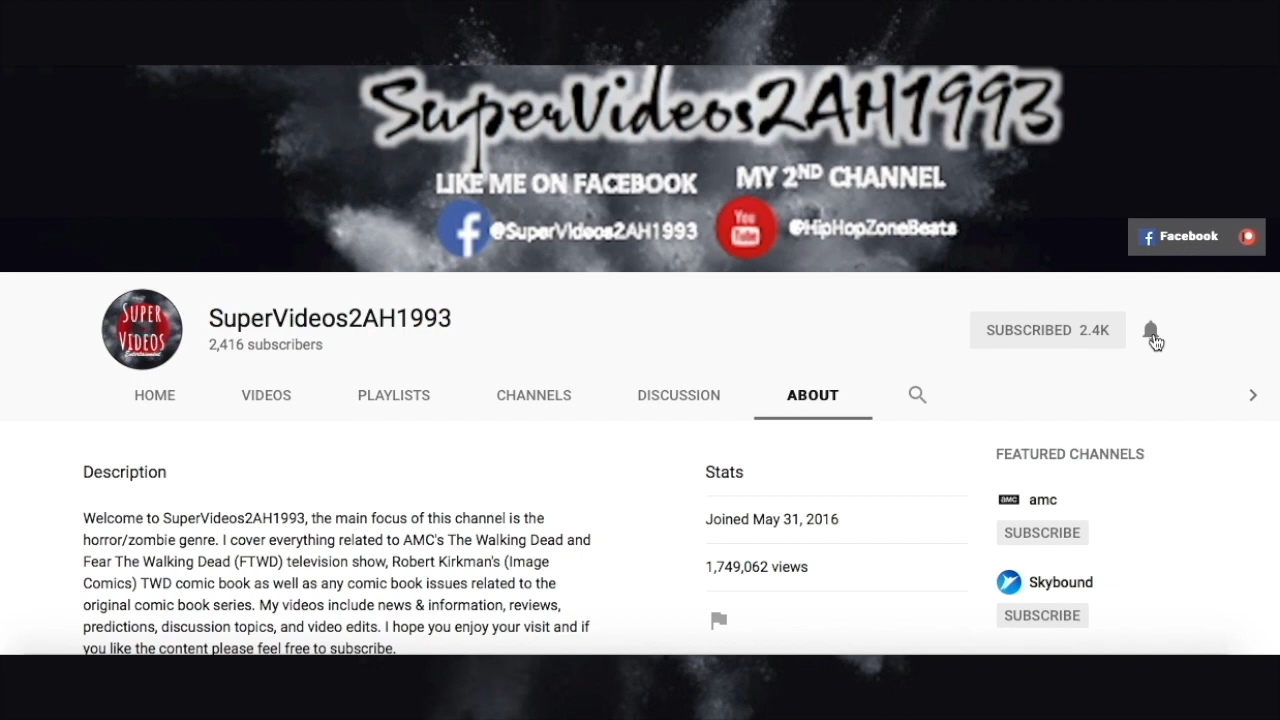 SuperVideos2AH1993
LIKE ME ON FACEBOOK
MY 2ND CHANNEL
f @SuperVideos2AH1993
You Tube @HipHopZoneBeats
f Facebook
SUPER VIDEOS Entertainment
SuperVideos2AH1993
2,416 subscribers
SUBSCRIBED 2.4K
HOME VIDEOS PLAYLISTS CHANNELS DISCUSSION ABOUT
Description
Welcome to SuperVideos2AH1993, the main focus of this channel is the
horror/zombie genre. I cover everything related to AMC's The Walking Dead and
Fear The Walking Dead (FTWD) television show, Robert Kirkman's (Image
Comics) TWD comic book as well as any comic book issues related to the
original comic book series. My videos include news & information, reviews,
predictions, discussion topics, and video edits. I hope you enjoy your visit and if
you like the content please feel free to subscribe.
Stats
Joined May 31, 2016
1,749,062 views
FEATURED CHANNELS
amc amc
SUBSCRIBE
Skybound
SUBSCRIBE